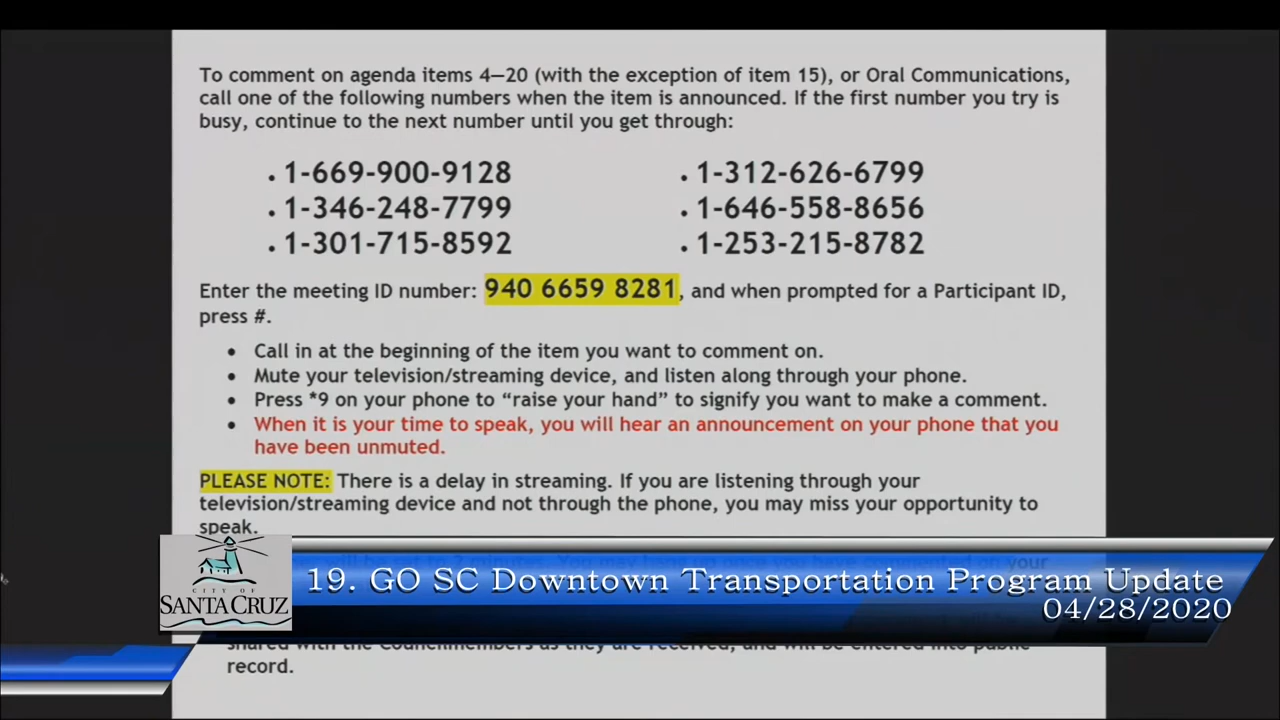 To comment on agenda items 4—20 (with the exception of item 15), or Oral Communications,
call one of the following numbers when the item is announced. If the first number you try is
busy, continue to the next number until you get through:
• 1-669-900-9128
• 1-346-248-7799
• 1-301-715-8592
• 1-312-626-6799
• 1-646-558-8656
• 1-253-215-8782
Enter the meeting ID number: 940 6659 8281, and when prompted for a Participant ID,
press #.
• Call in at the beginning of the item you want to comment on.
• Mute your television/streaming device, and listen along through your phone.
• Press *9 on your phone to “raise your hand” to signify you want to make a comment.
• When it is your time to speak, you will hear an announcement on your phone that you
have been unmuted.
PLEASE NOTE: There is a delay in streaming. If you are listening through your
television/streaming device and not through the phone, you may miss your opportunity to
speak.
CITY OF
SANTA CRUZ
19. GO SC Downtown Transportation Program Update
04/28/2020
shared with the Councilmembers as they are received, and will be entered into public
record.